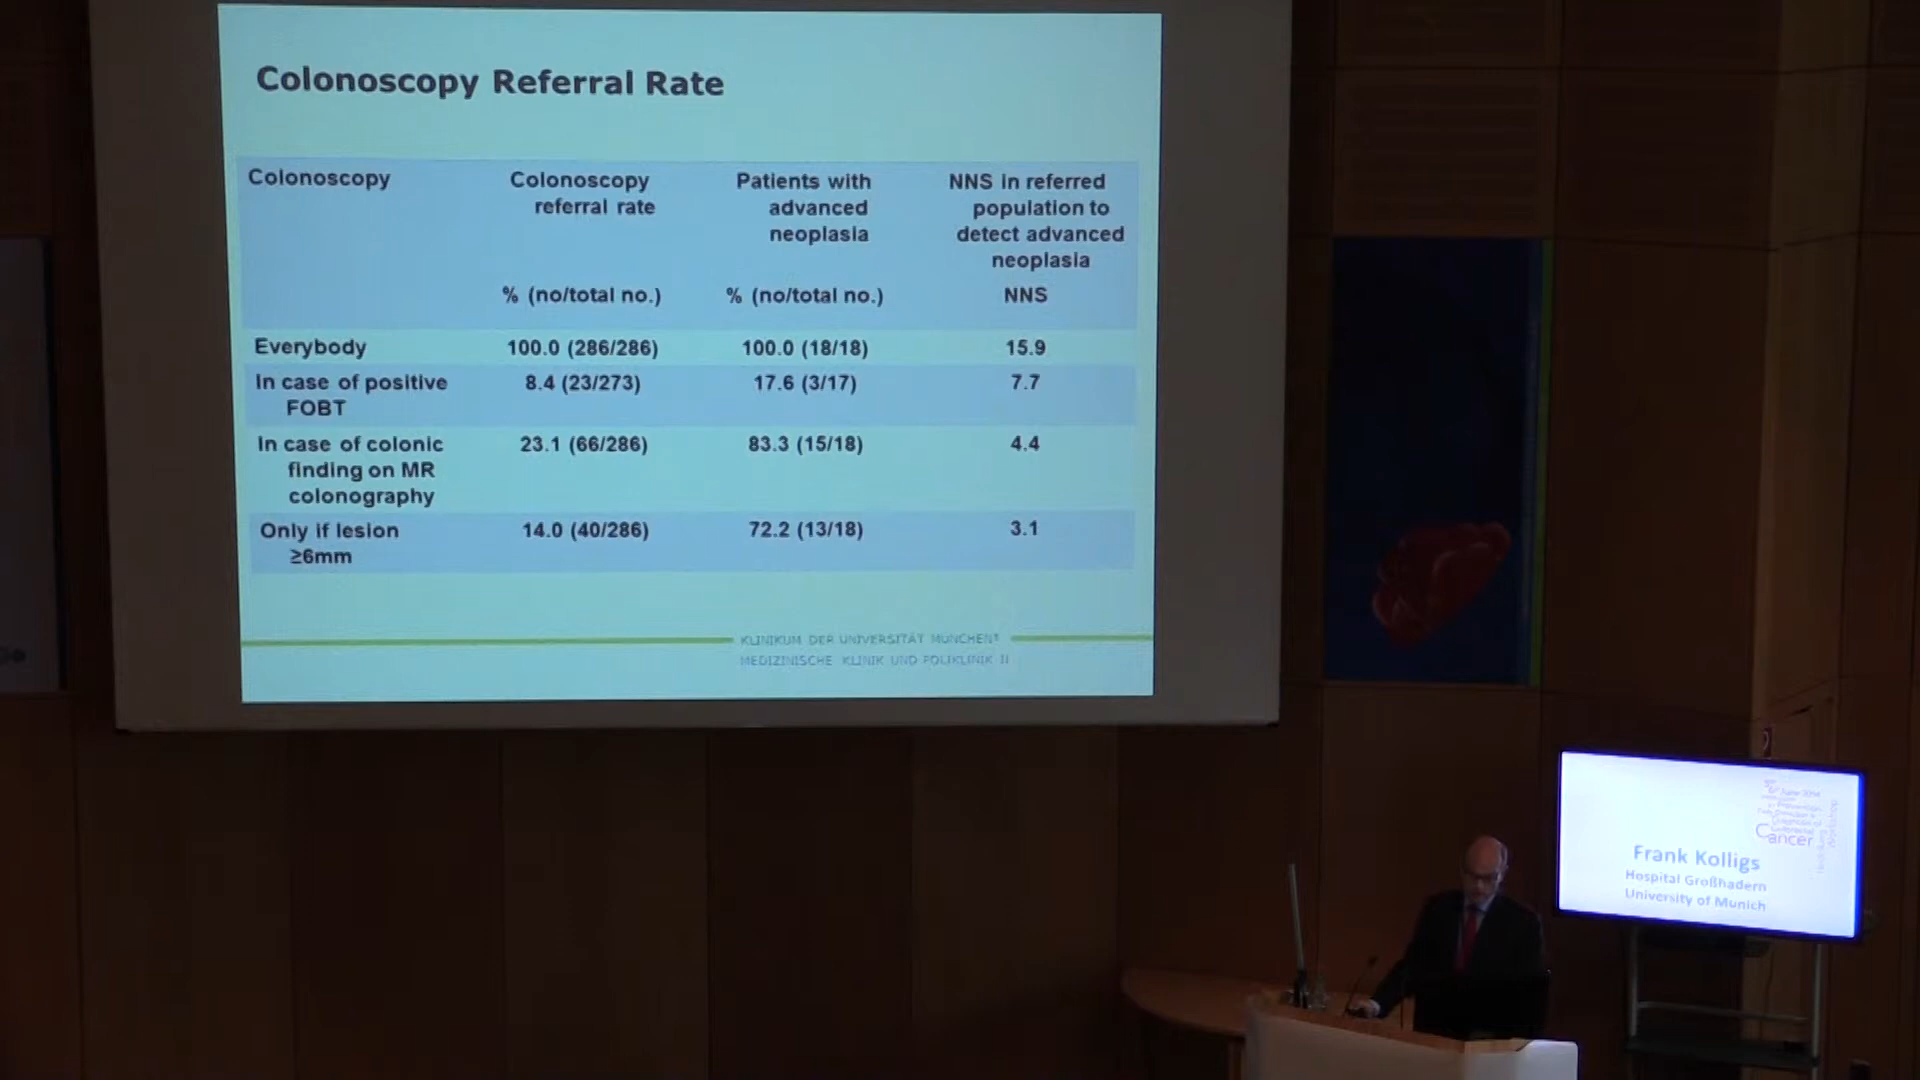 Colonoscopy Referral Rate
Colonoscopy
Colonoscopy
referral rate
% (no/total no.)
Patients with
advanced
neoplasia
% (no/total no.)
NNS in referred
population to
detect advanced
neoplasia
NNS
Everybody 100.0 (286/286) 100.0 (18/18) 15.9
In case of positive 8.4 (23/273) 17.6 (3/17) 7.7
FOBT
In case of colonic 23.1 (66/286) 83.3 (15/18) 4.4
finding on MR
colonography
Only if lesion 14.0 (40/286) 72.2 (13/18) 3.1
≥6mm
KLINIKUM DER UNIVERSITÄT MÜNCHEN®
MEDIZINISCHE KLINIK UND POLIKLINIK II
Cancer
Frank Kolligs
Hospital Großhadern
University of Munich